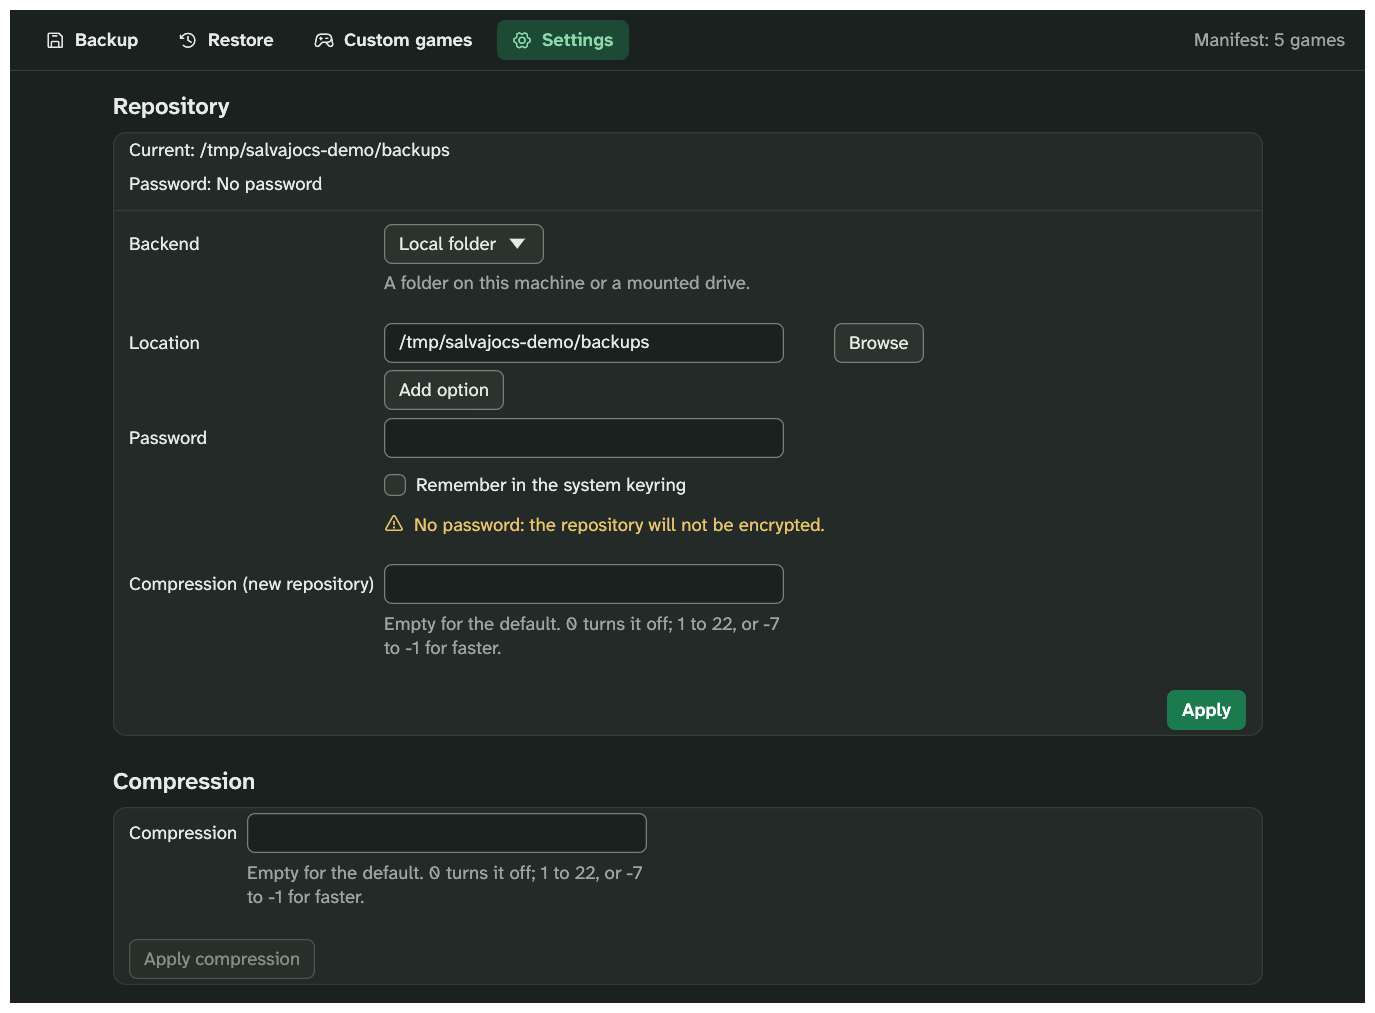 Backup
Restore
Custom games
Settings
Manifest: 5 games
Repository
Current: /tmp/salvajocs-demo/backups
Password: No password
Backend
Local folder
A folder on this machine or a mounted drive.
Location
/tmp/salvajocs-demo/backups
Browse
Add option
Password
Remember in the system keyring
No password: the repository will not be encrypted.
Compression (new repository)
Empty for the default. 0 turns it off; 1 to 22, or -7
to -1 for faster.
Apply
Compression
Compression
Empty for the default. 0 turns it off; 1 to 22, or -7
to -1 for faster.
Apply compression